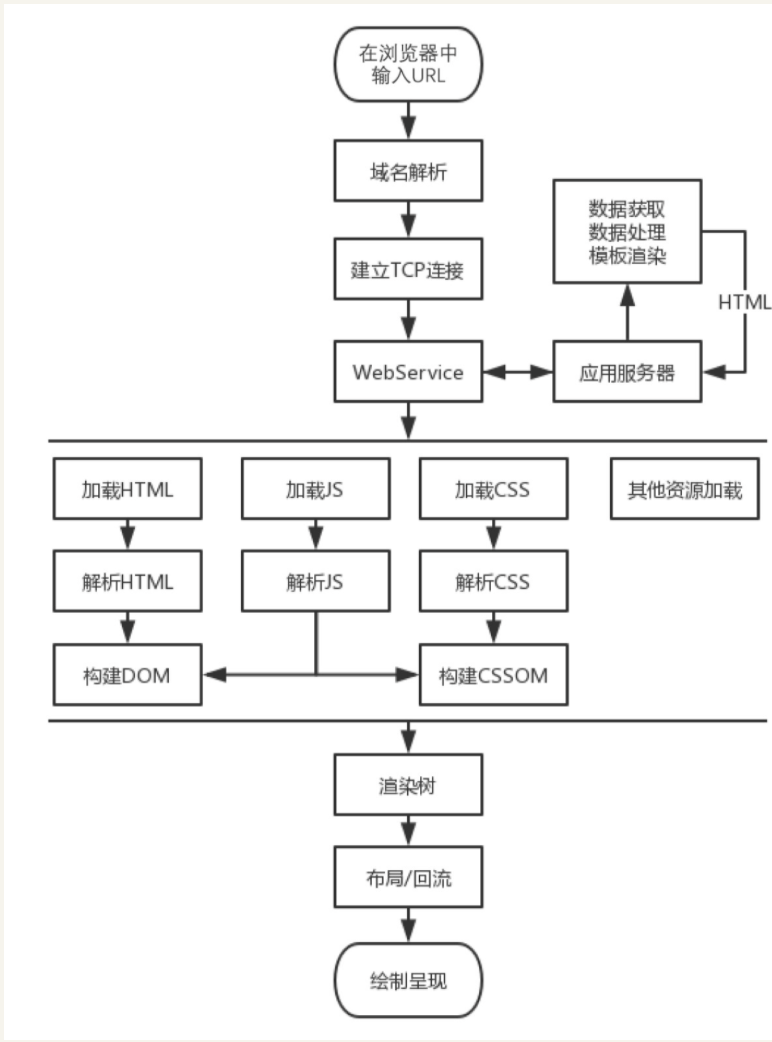 在浏览器中
输入URL
域名解析
数据获取
数据处理
模板渲染
建立TCP连接
HTML
WebService
应用服务器
加载HTML
加载JS
加载CSS
其他资源加载
解析HTML
解析JS
解析CSS
构建DOM
构建CSSOM
渲染树
布局/回流
绘制呈现